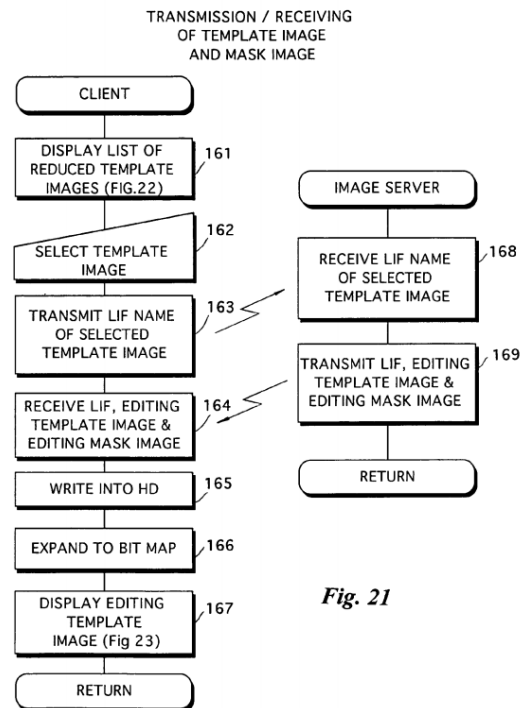 TRANSMISSION / RECEIVING
OF TEMPLATE IMAGE
AND MASK IMAGE
CLIENT
DISPLAY LIST OF
REDUCED TEMPLATE
IMAGES (FIG.22)
161
SELECT TEMPLATE
IMAGE
162
TRANSMIT LIF NAME
OF SELECTED
TEMPLATE IMAGE
163
RECEIVE LIF, EDITING
TEMPLATE IMAGE &
EDITING MASK IMAGE
164
WRITE INTO HD
165
EXPAND TO BIT MAP
166
DISPLAY EDITING
TEMPLATE
IMAGE (Fig 23)
167
RETURN
IMAGE SERVER
RECEIVE LIF NAME
OF SELECTED
TEMPLATE IMAGE
168
TRANSMIT LIF, EDITING
TEMPLATE IMAGE &
EDITING MASK IMAGE
169
RETURN
Fig. 21